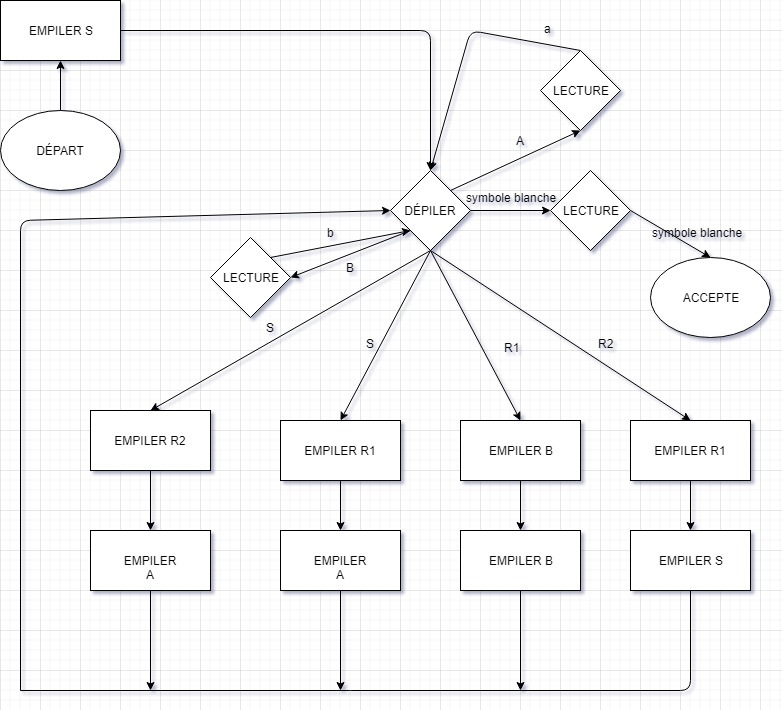 EMPILER S
a
LECTURE
A
DÉPART
symbole blanche
DÉPILER
LECTURE
symbole blanche
b
B
LECTURE
ACCEPTE
S
S
R1
R2
EMPILER R2
EMPILER R1
EMPILER B
EMPILER R1
EMPILER
A
EMPILER
A
EMPILER B
EMPILER S